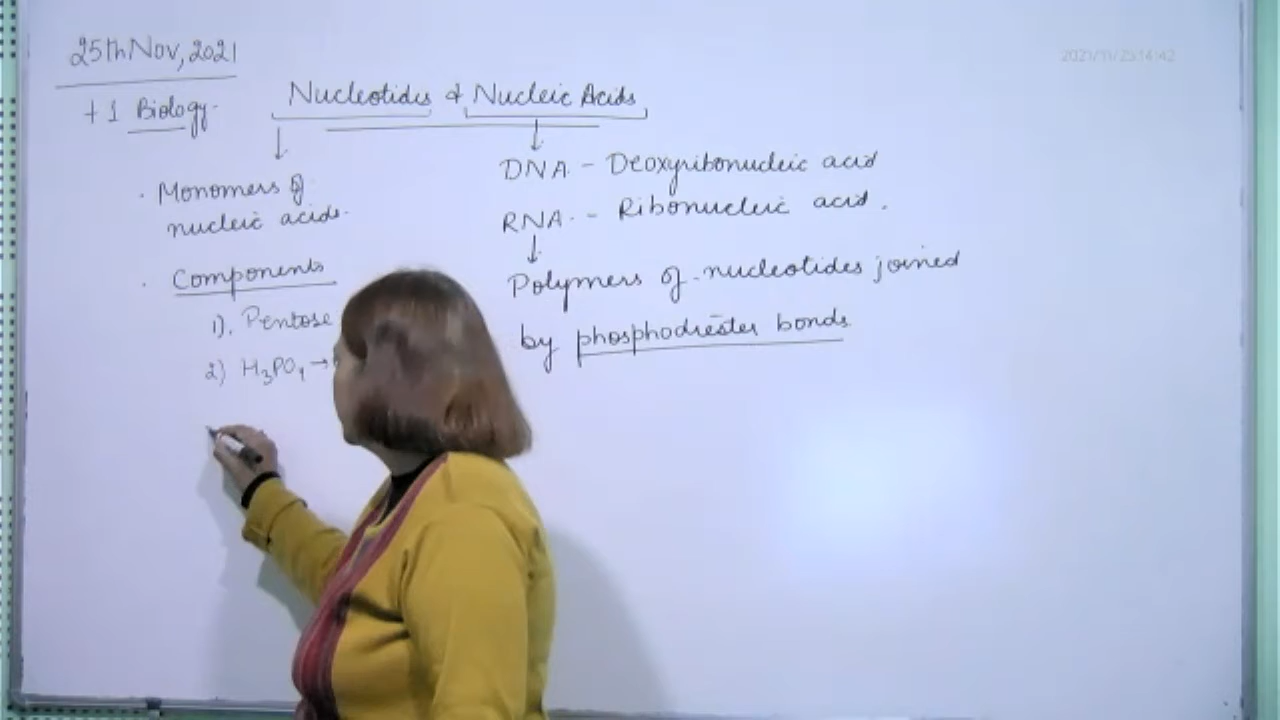 25th Nov, 2021
+1 Biology
Nucleotides & Nucleic Acids
· Monomers of
nucleic acids.
· Components
1). Pentose
2) H3PO4 →
DNA - Deoxyribonucleic acid
RNA - Ribonucleic acid.
Polymers of nucleotides joined
by phosphodiester bonds